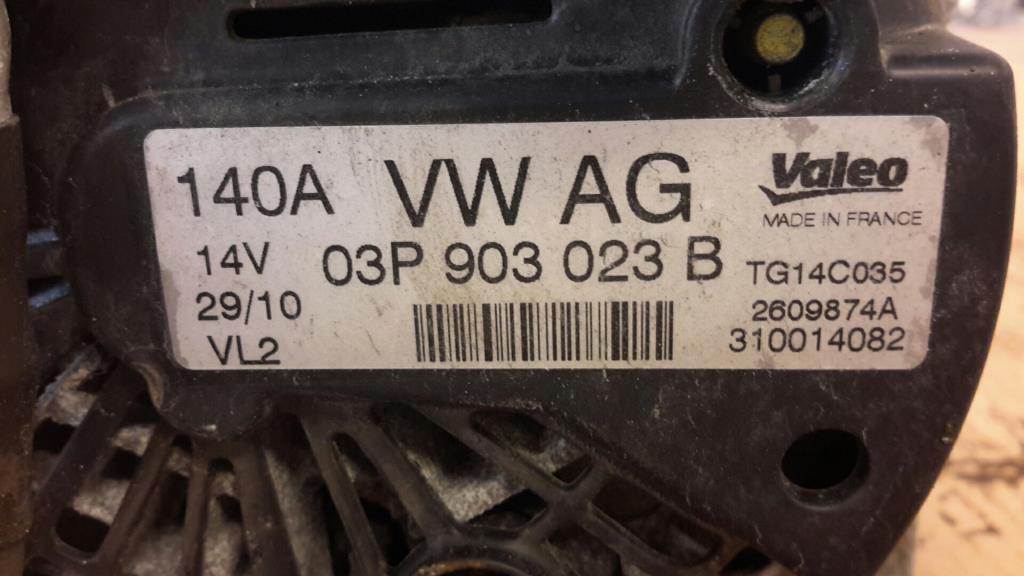 140A VW AG Valeo
MADE IN FRANCE
14V 03P 903 023 B TG14C035
29/10 2609874A
VL2 310014082